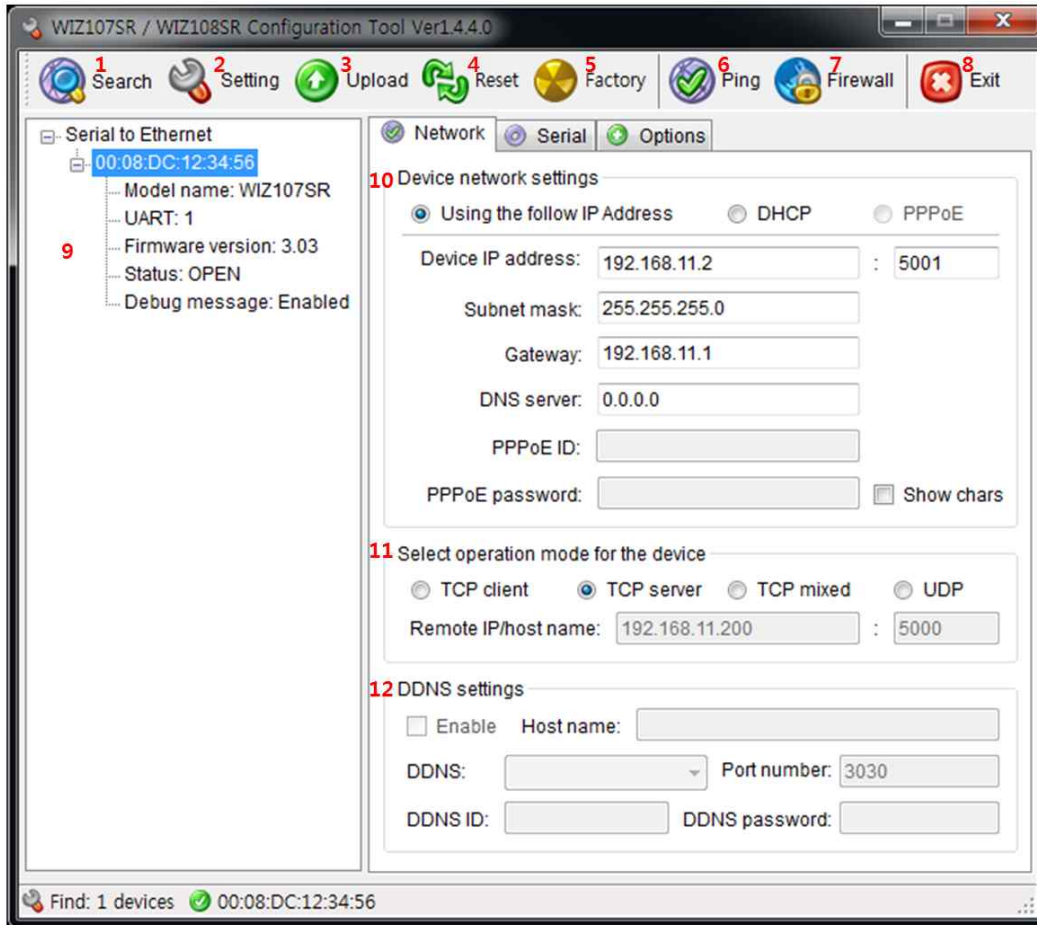 WIZ107SR / WIZ108SR Configuration Tool Ver1.4.4.0
1 Search 2 Setting 3 Upload 4 Reset 5 Factory 6 Ping 7 Firewall 8 Exit
Serial to Ethernet
00:08:DC:12:34:56
Model name: WIZ107SR
UART: 1
9
Firmware version: 3.03
Status: OPEN
Debug message: Enabled
Network Serial Options
10 Device network settings
Using the follow IP Address DHCP PPPoE
Device IP address: 192.168.11.2 : 5001
Subnet mask: 255.255.255.0
Gateway: 192.168.11.1
DNS server: 0.0.0.0
PPPoE ID:
PPPoE password: Show chars
11 Select operation mode for the device
TCP client TCP server TCP mixed UDP
Remote IP/host name: 192.168.11.200 : 5000
12 DDNS settings
Enable Host name:
DDNS: Port number: 3030
DDNS ID: DDNS password:
Find: 1 devices 00:08:DC:12:34:56